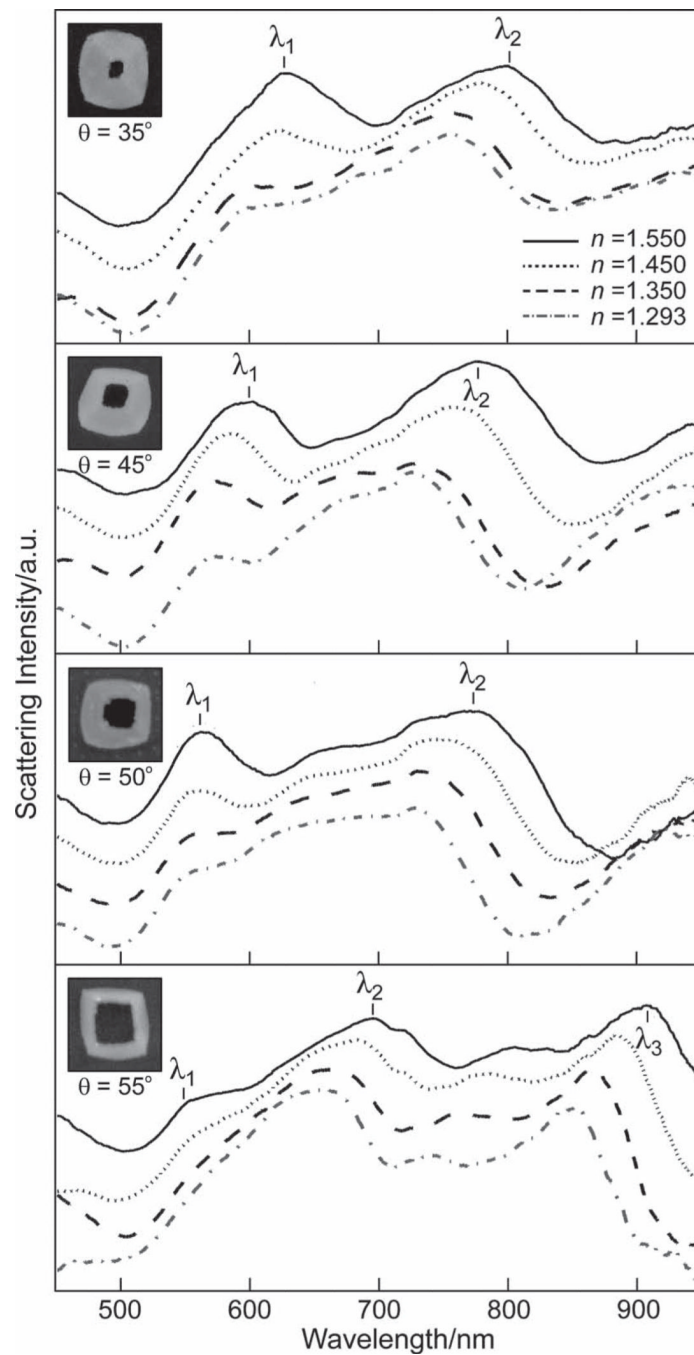 Scattering Intensity/a.u.
λ1 λ2
θ = 35°
n =1.550
n =1.450
n =1.350
n =1.293
λ1
λ2
θ = 45°
λ1 λ2
θ = 50°
λ1 λ2 λ3
θ = 55°
500 600 700 800 900
Wavelength/nm